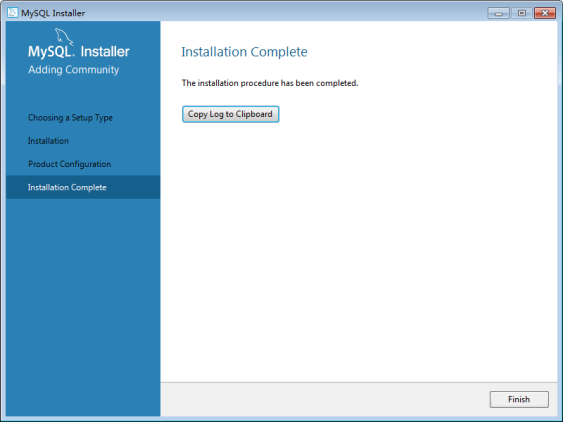 MySQL Installer
MySQL. Installer
Adding Community
Choosing a Setup Type
Installation
Product Configuration
Installation Complete
Installation Complete
The installation procedure has been completed.
Copy Log to Clipboard
Finish